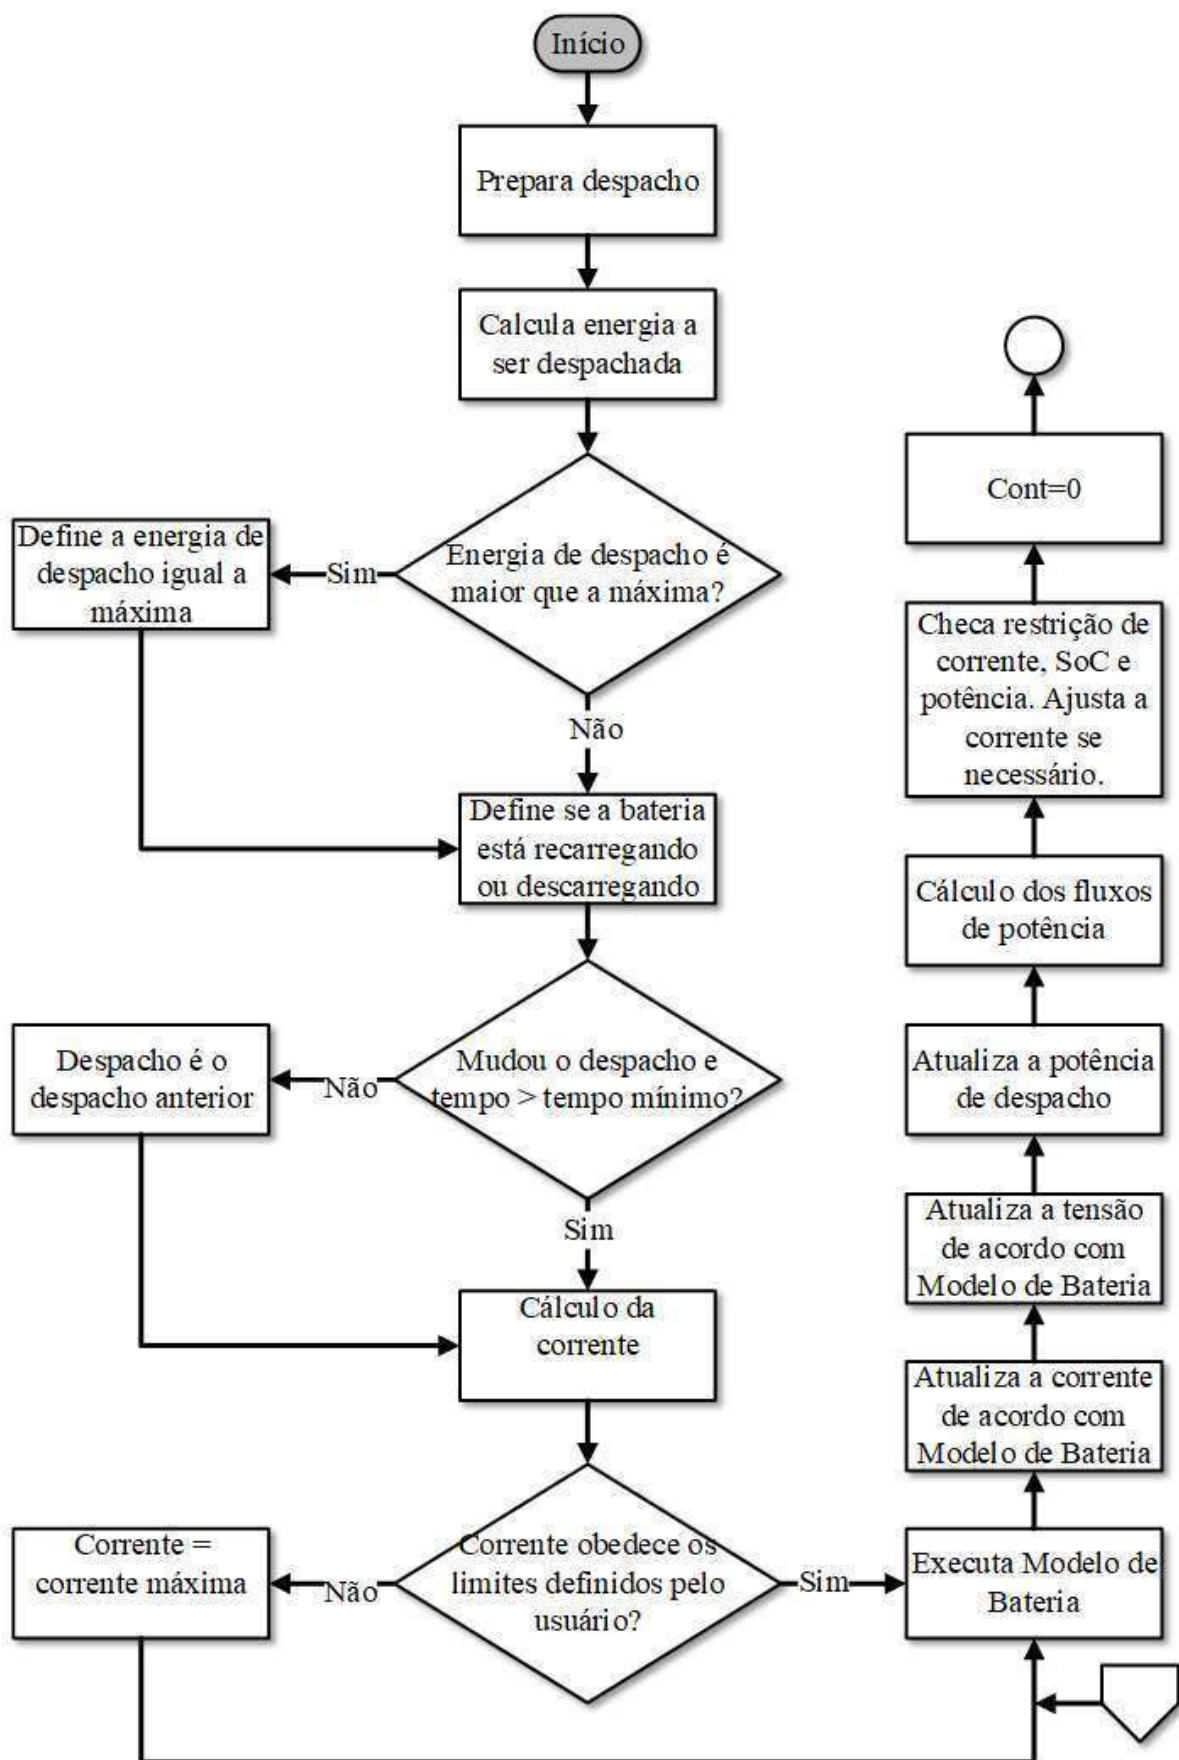 Início
Prepara despacho
Calcula energia a
ser despachada
Energia de despacho é
maior que a máxima?
Sim
Define a energia de
despacho igual a
máxima
Não
Define se a bateria
está recarregando
ou descarregando
Mudou o despacho e
tempo > tempo mínimo?
Não
Despacho é o
despacho anterior
Sim
Cálculo da
corrente
Corrente obedece os
limites definidos pelo
usuário?
Não
Corrente =
corrente máxima
Sim
Executa Modelo de
Bateria
Atualiza a corrente
de acordo com
Modelo de Bateria
Atualiza a tensão
de acordo com
Modelo de Bateria
Atualiza a potência
de despacho
Cálculo dos fluxos
de potência
Checa restrição de
corrente, SoC e
potência. Ajusta a
corrente se
necessário.
Cont=0